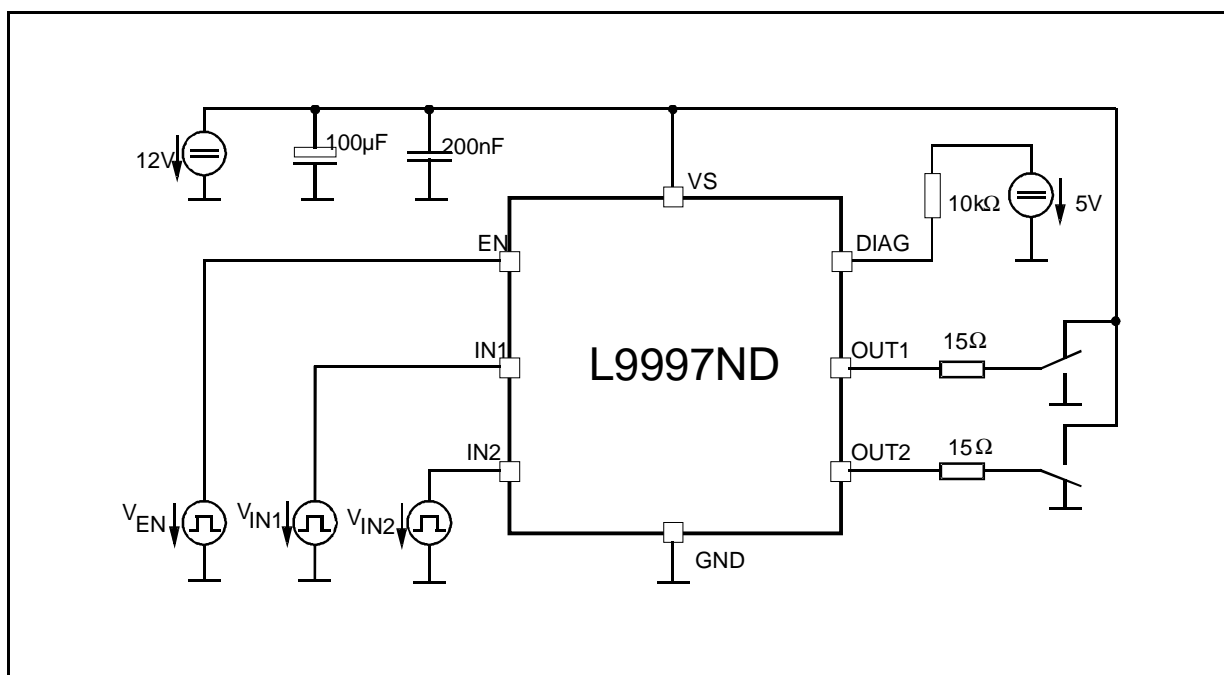 12V
100µF
200nF
VS
10kΩ
5V
EN
DIAG
IN1
L9997ND
OUT1
15Ω
IN2
OUT2
15Ω
VEN
VIN1
VIN2
GND